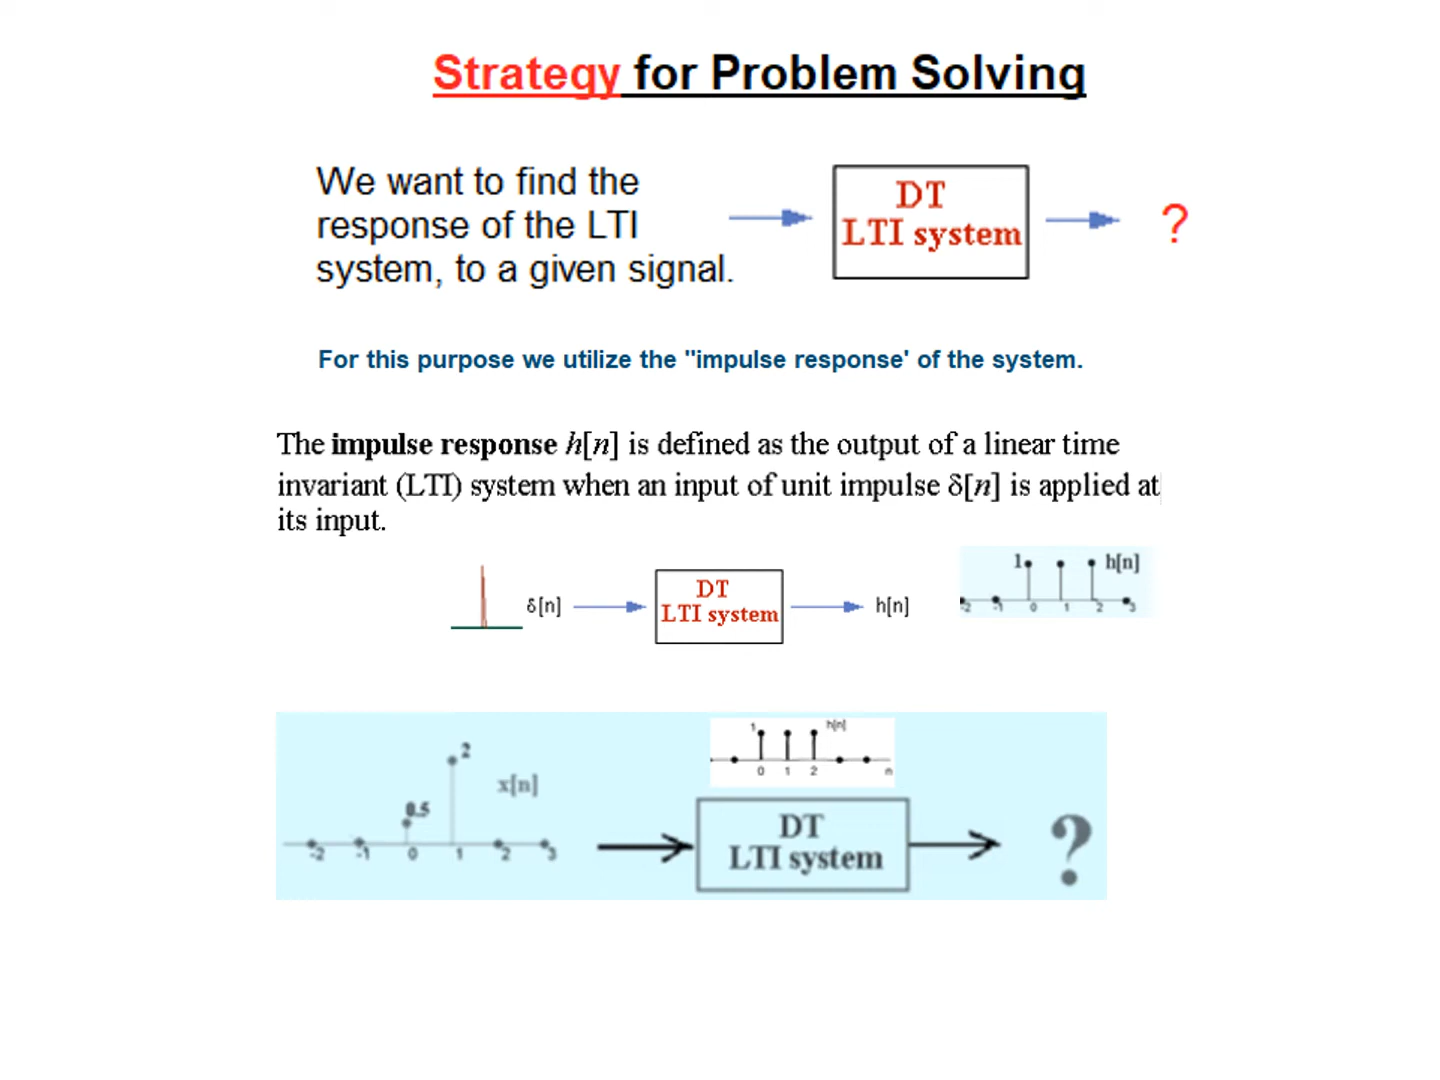 Strategy for Problem Solving
We want to find the
response of the LTI
system, to a given signal.
DT
LTI system
?
For this purpose we utilize the "impulse response' of the system.
The impulse response h[n] is defined as the output of a linear time
invariant (LTI) system when an input of unit impulse δ[n] is applied at
its input.
δ[n]
DT
LTI system
h[n]
1
h[n]
-2 -1 0 1 2 3
1
h[n]
0 1 2 n
2
x[n]
0.5
-2 -1 0 1 2 3
DT
LTI system
?